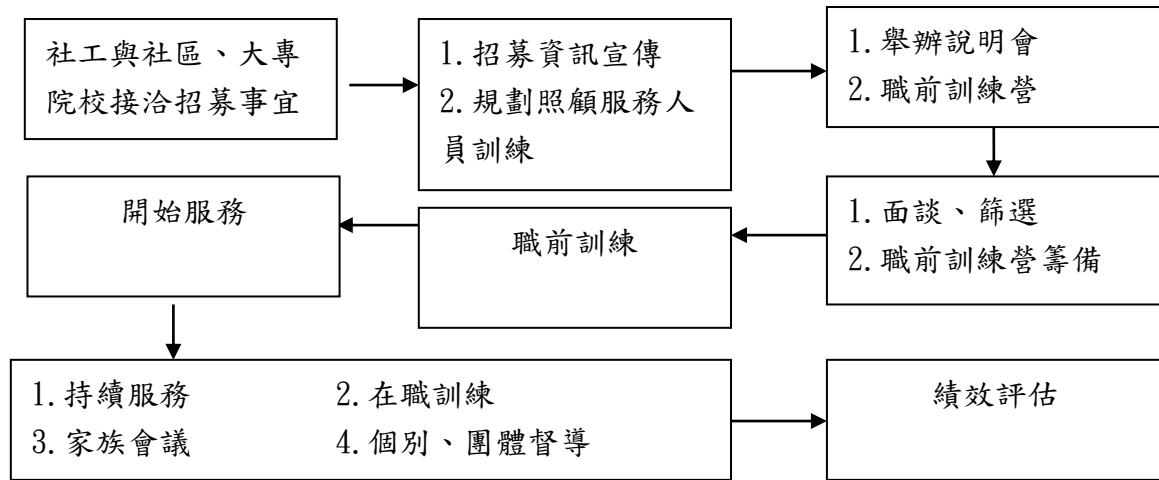 社工與社區、大專
院校接洽招募事宜
1.招募資訊宣傳
2.規劃照顧服務人
員訓練
1.舉辦說明會
2.職前訓練營
1.面談、篩選
2.職前訓練營籌備
職前訓練
開始服務
1.持續服務 2.在職訓練
3.家族會議 4.個別、團體督導
績效評估